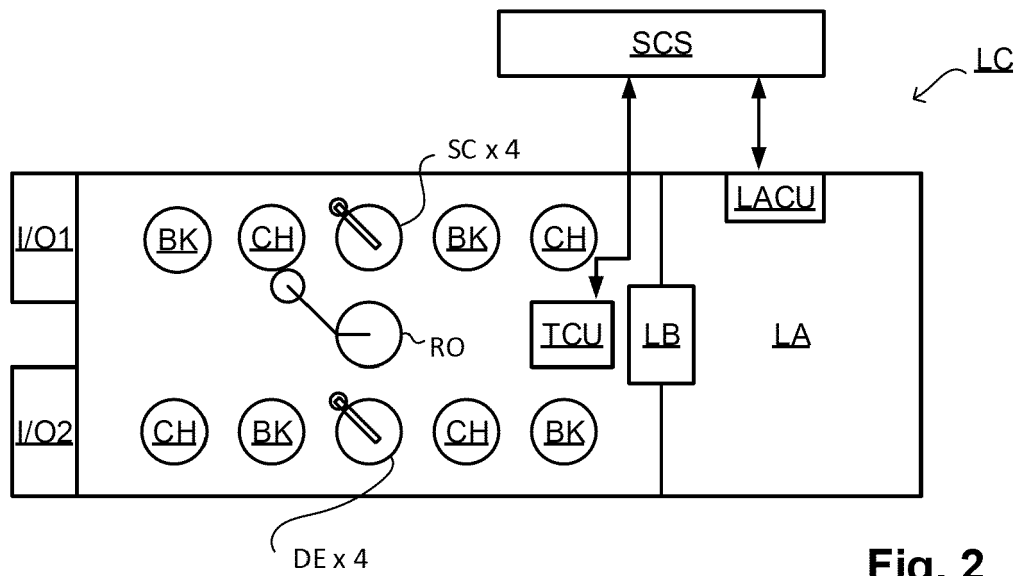 SCS
LC
SC x 4
LACU
I/O1
BK
CH
BK
CH
RO
TCU
LB
LA
I/O2
CH
BK
CH
BK
DE x 4
Fig. 2